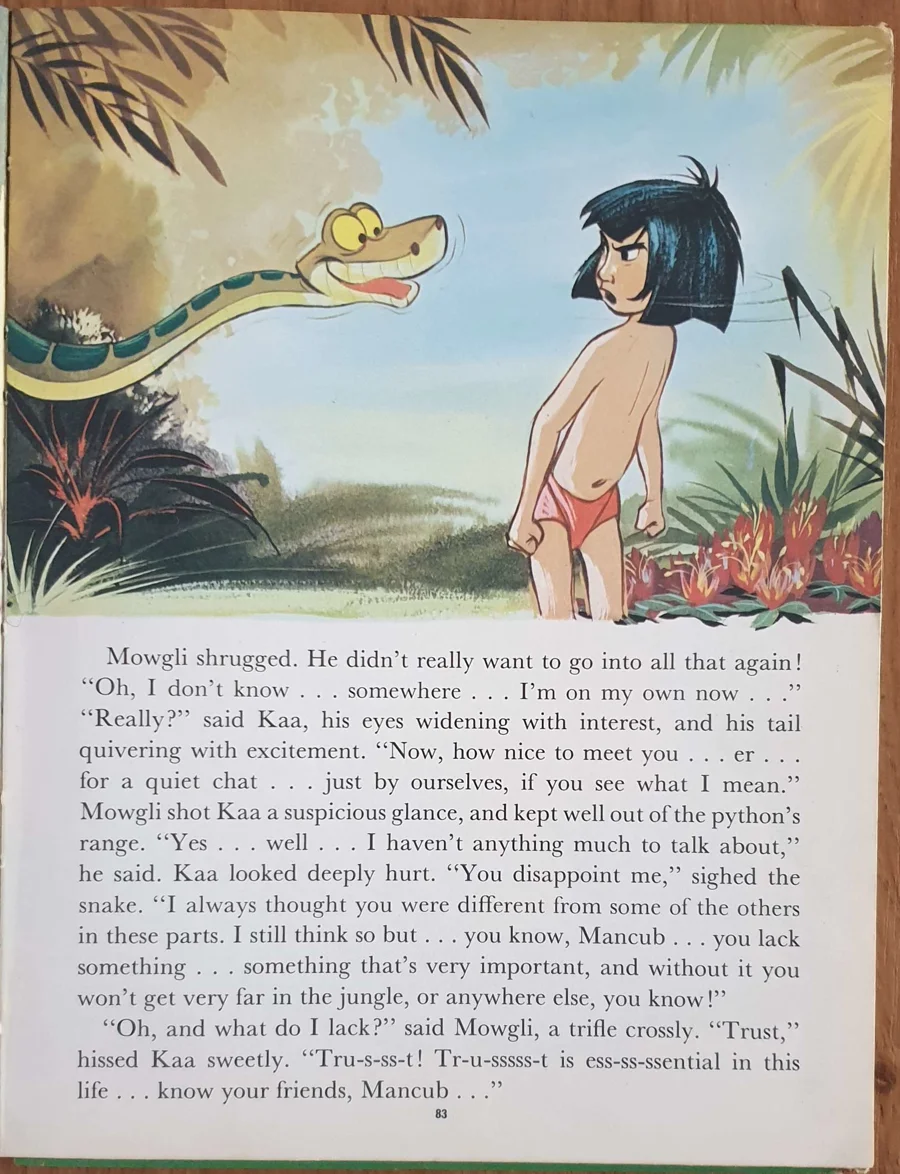 Mowgli shrugged. He didn't really want to go into all that again!
“Oh, I don't know . . . somewhere . . . I'm on my own now . . .”
“Really?” said Kaa, his eyes widening with interest, and his tail
quivering with excitement. “Now, how nice to meet you . . . er . . .
for a quiet chat . . . just by ourselves, if you see what I mean.”
Mowgli shot Kaa a suspicious glance, and kept well out of the python's
range. “Yes . . . well . . . I haven't anything much to talk about,”
he said. Kaa looked deeply hurt. “You disappoint me,” sighed the
snake. “I always thought you were different from some of the others
in these parts. I still think so but . . . you know, Mancub . . . you lack
something . . . something that's very important, and without it you
won't get very far in the jungle, or anywhere else, you know!”
“Oh, and what do I lack?” said Mowgli, a trifle crossly. “Trust,”
hissed Kaa sweetly. “Tru-s-ss-t! Tr-u-sssss-t is ess-ss-ssential in this
life . . . know your friends, Mancub . . .”
83